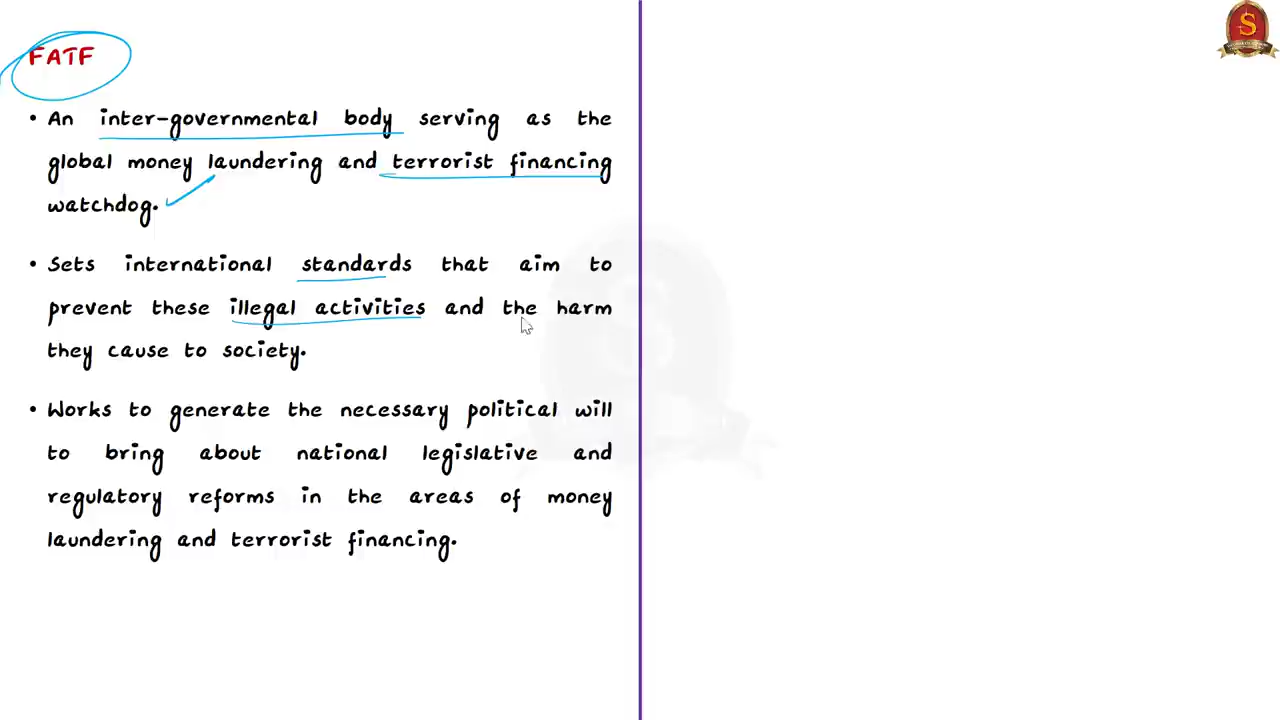 FATF
• An inter-governmental body serving as the
global money laundering and terrorist financing
watchdog.
• Sets international standards that aim to
prevent these illegal activities and the harm
they cause to society.
• Works to generate the necessary political will
to bring about national legislative and
regulatory reforms in the areas of money
laundering and terrorist financing.
S